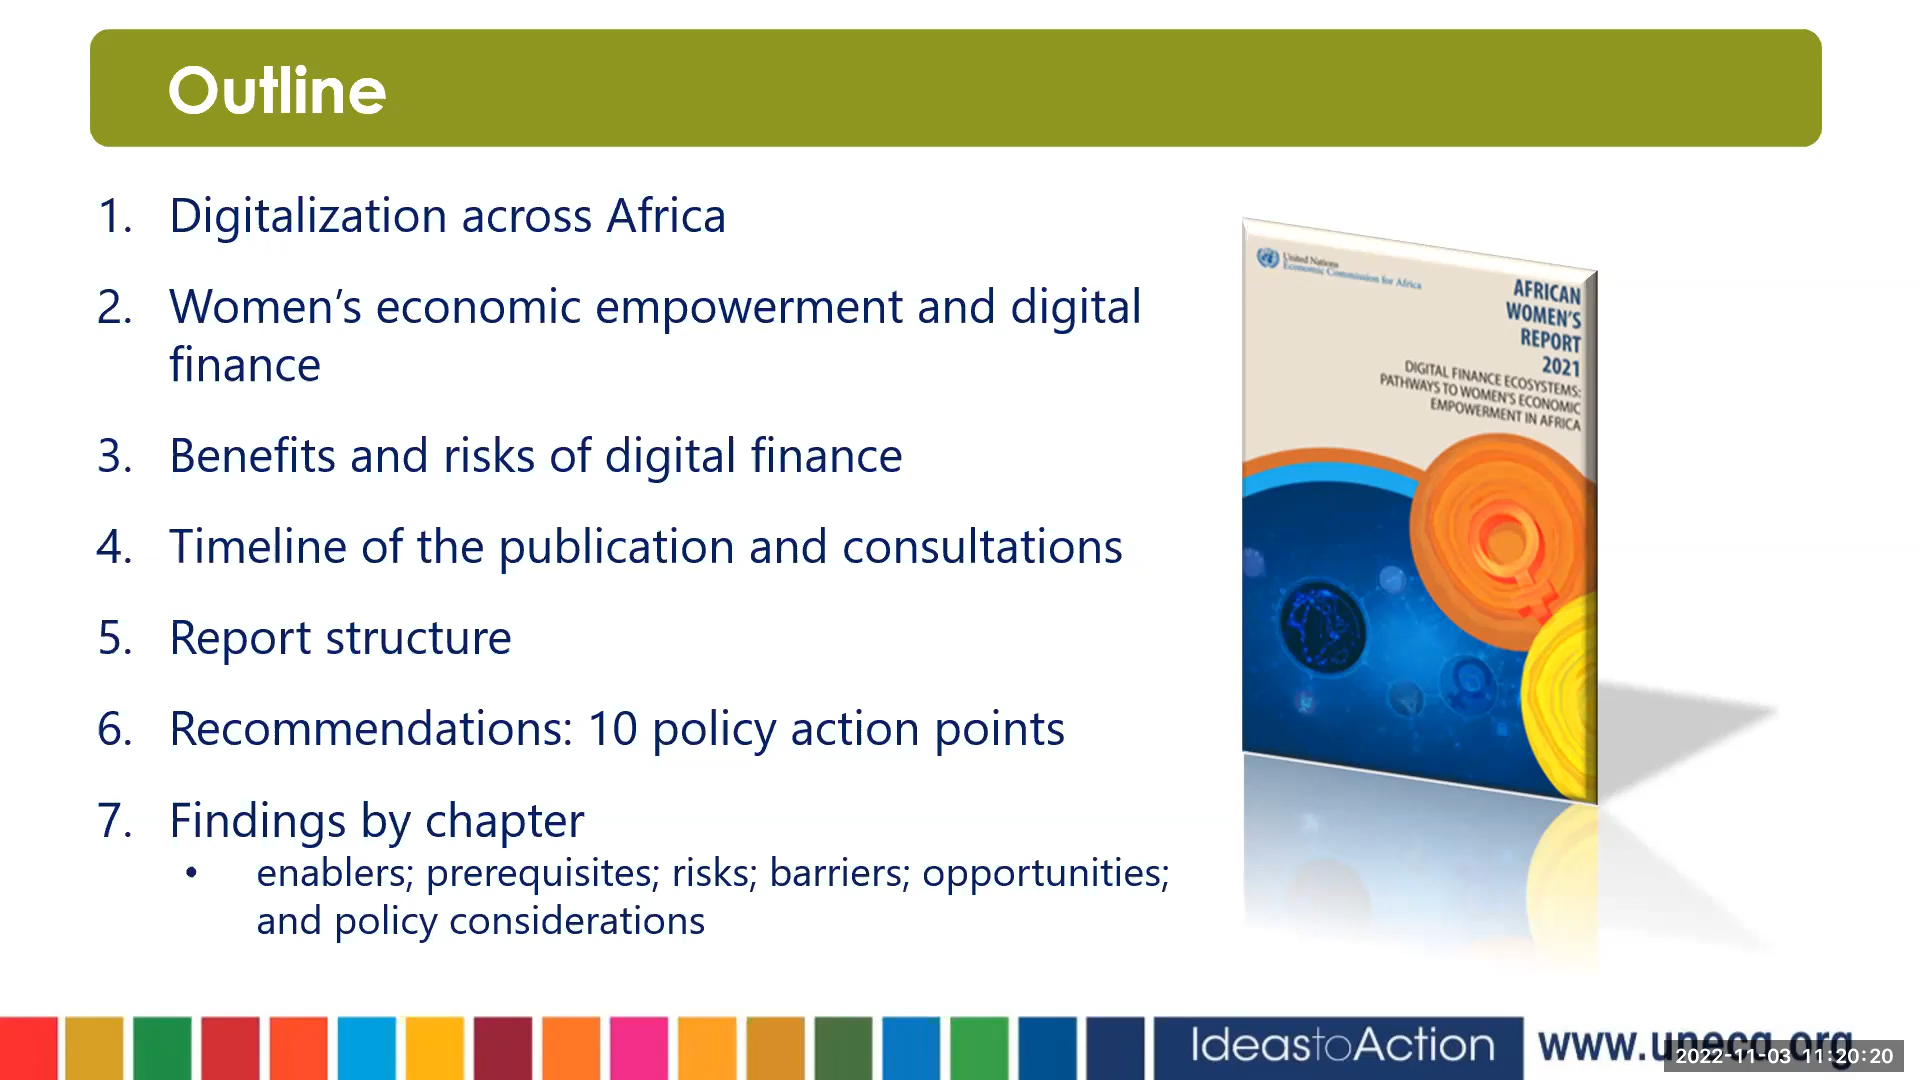 Outline
1. Digitalization across Africa
2. Women’s economic empowerment and digital
finance
3. Benefits and risks of digital finance
4. Timeline of the publication and consultations
5. Report structure
6. Recommendations: 10 policy action points
7. Findings by chapter
• enablers; prerequisites; risks; barriers; opportunities;
and policy considerations
United Nations
Economic Commission for Africa
AFRICAN
WOMEN'S
REPORT
2021
DIGITAL FINANCE ECOSYSTEMS:
PATHWAYS TO WOMEN'S ECONOMIC
EMPOWERMENT IN AFRICA
IdeastoAction
www.uneca.org
2022-11-03 11:20:20